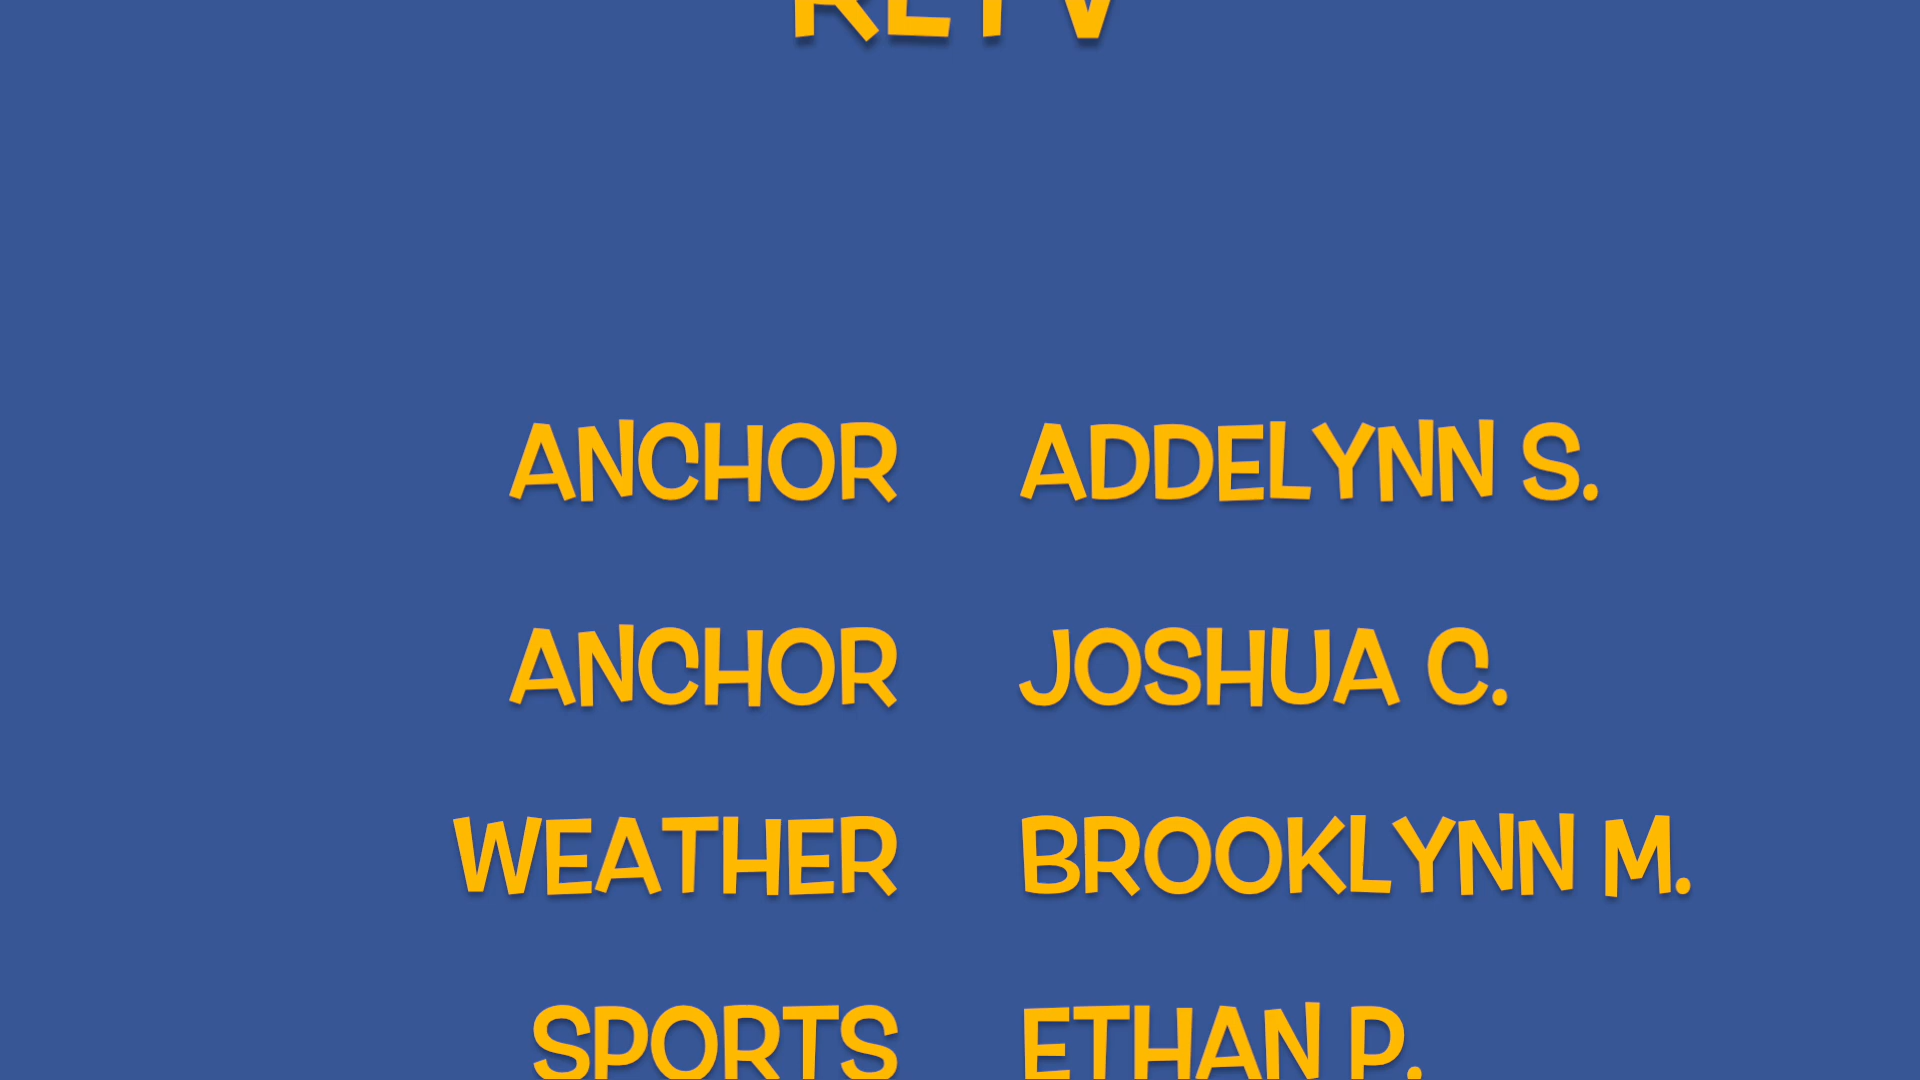 ANCHOR ADDELYNN S.
ANCHOR JOSHUA C.
WEATHER BROOKLYNN M.
SPORTS ETHAN P.